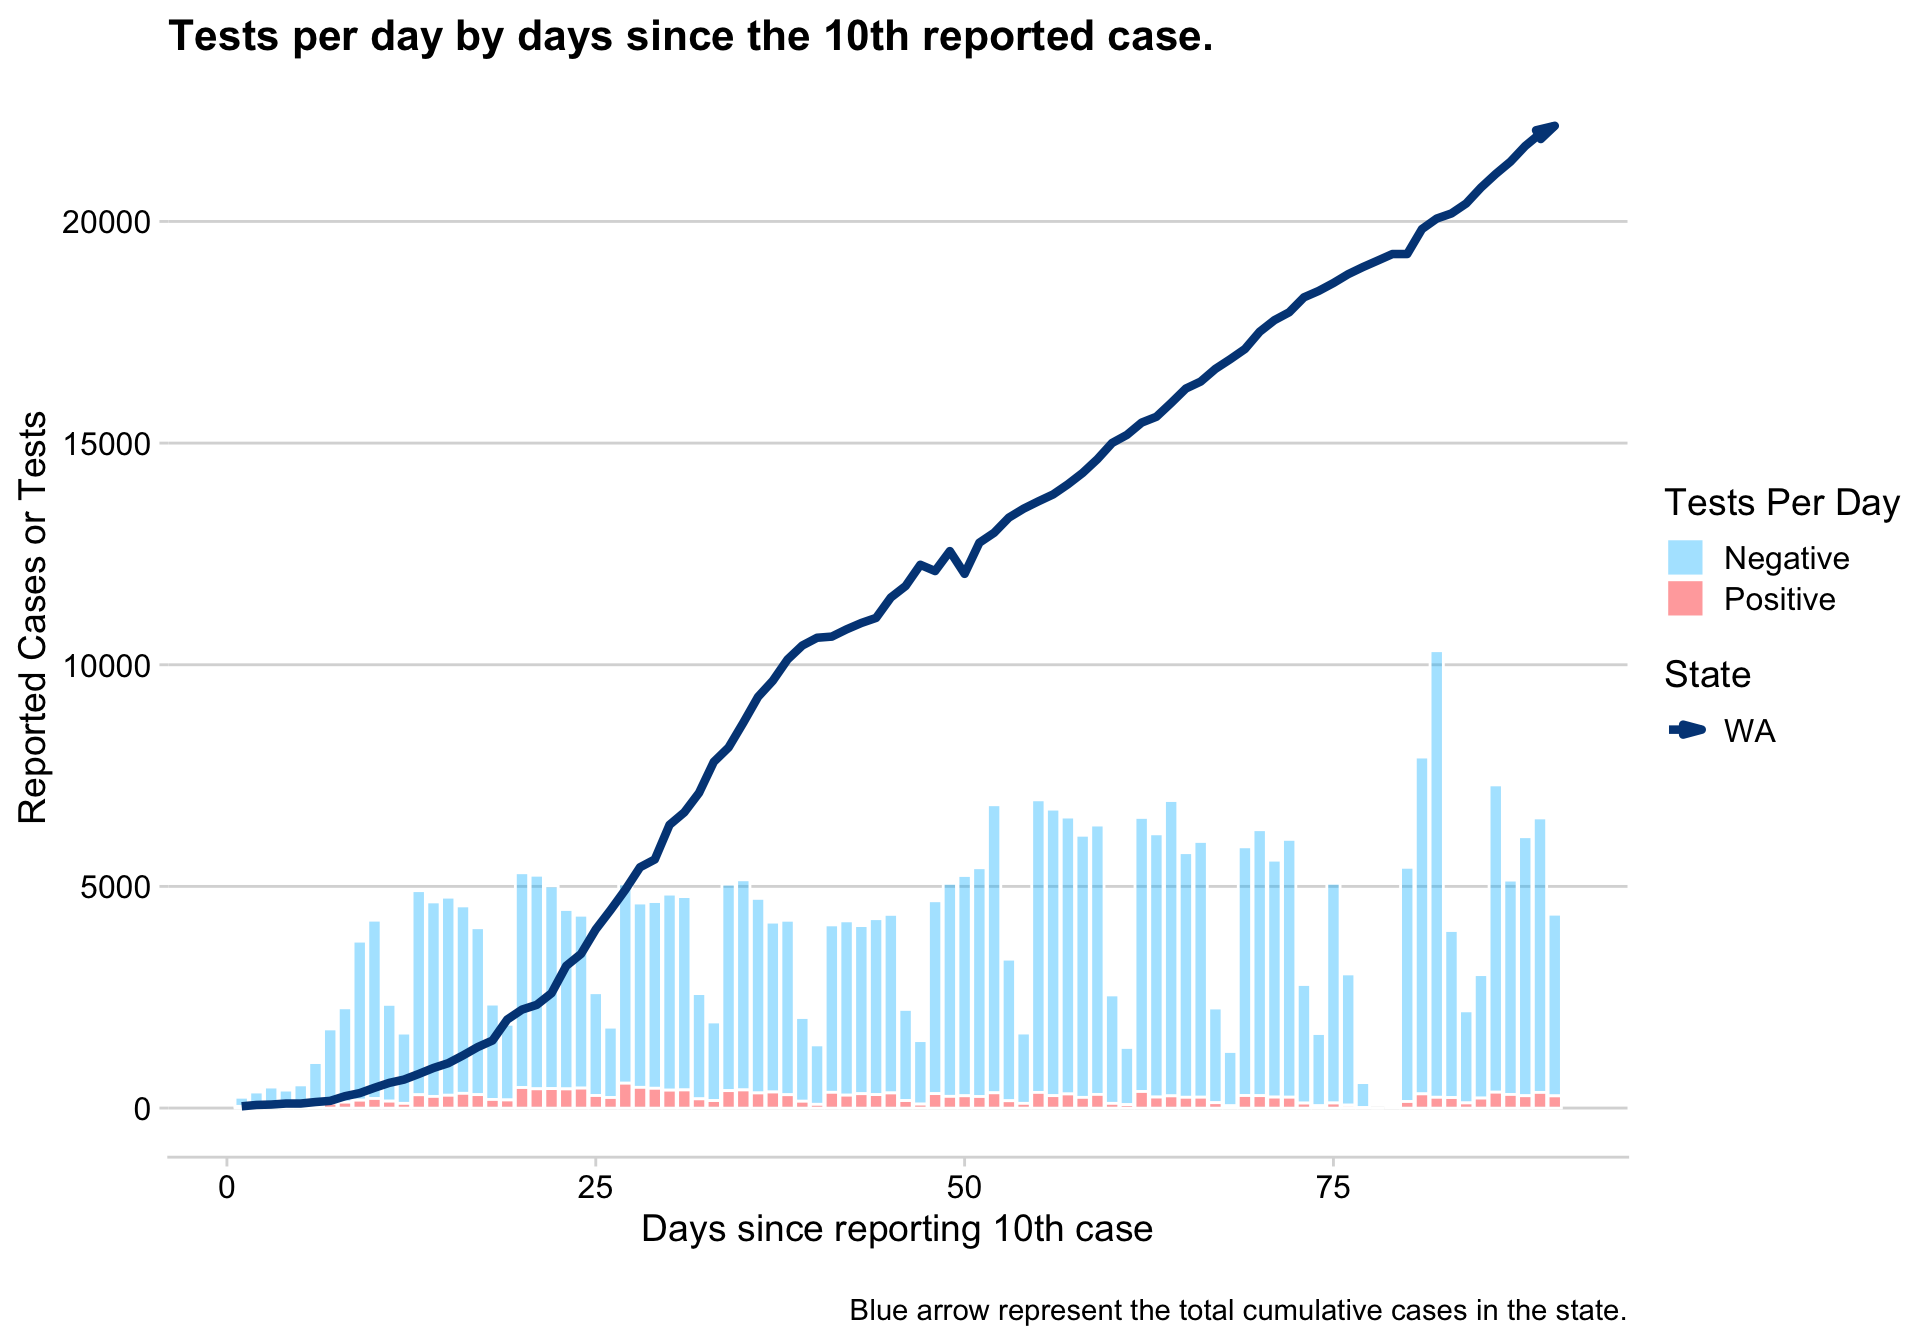 Tests per day by days since the 10th reported case.
Reported Cases or Tests
20000
15000
10000
5000
0
0 25 50 75
Days since reporting 10th case
Tests Per Day
Negative
Positive
State
WA
Blue arrow represent the total cumulative cases in the state.